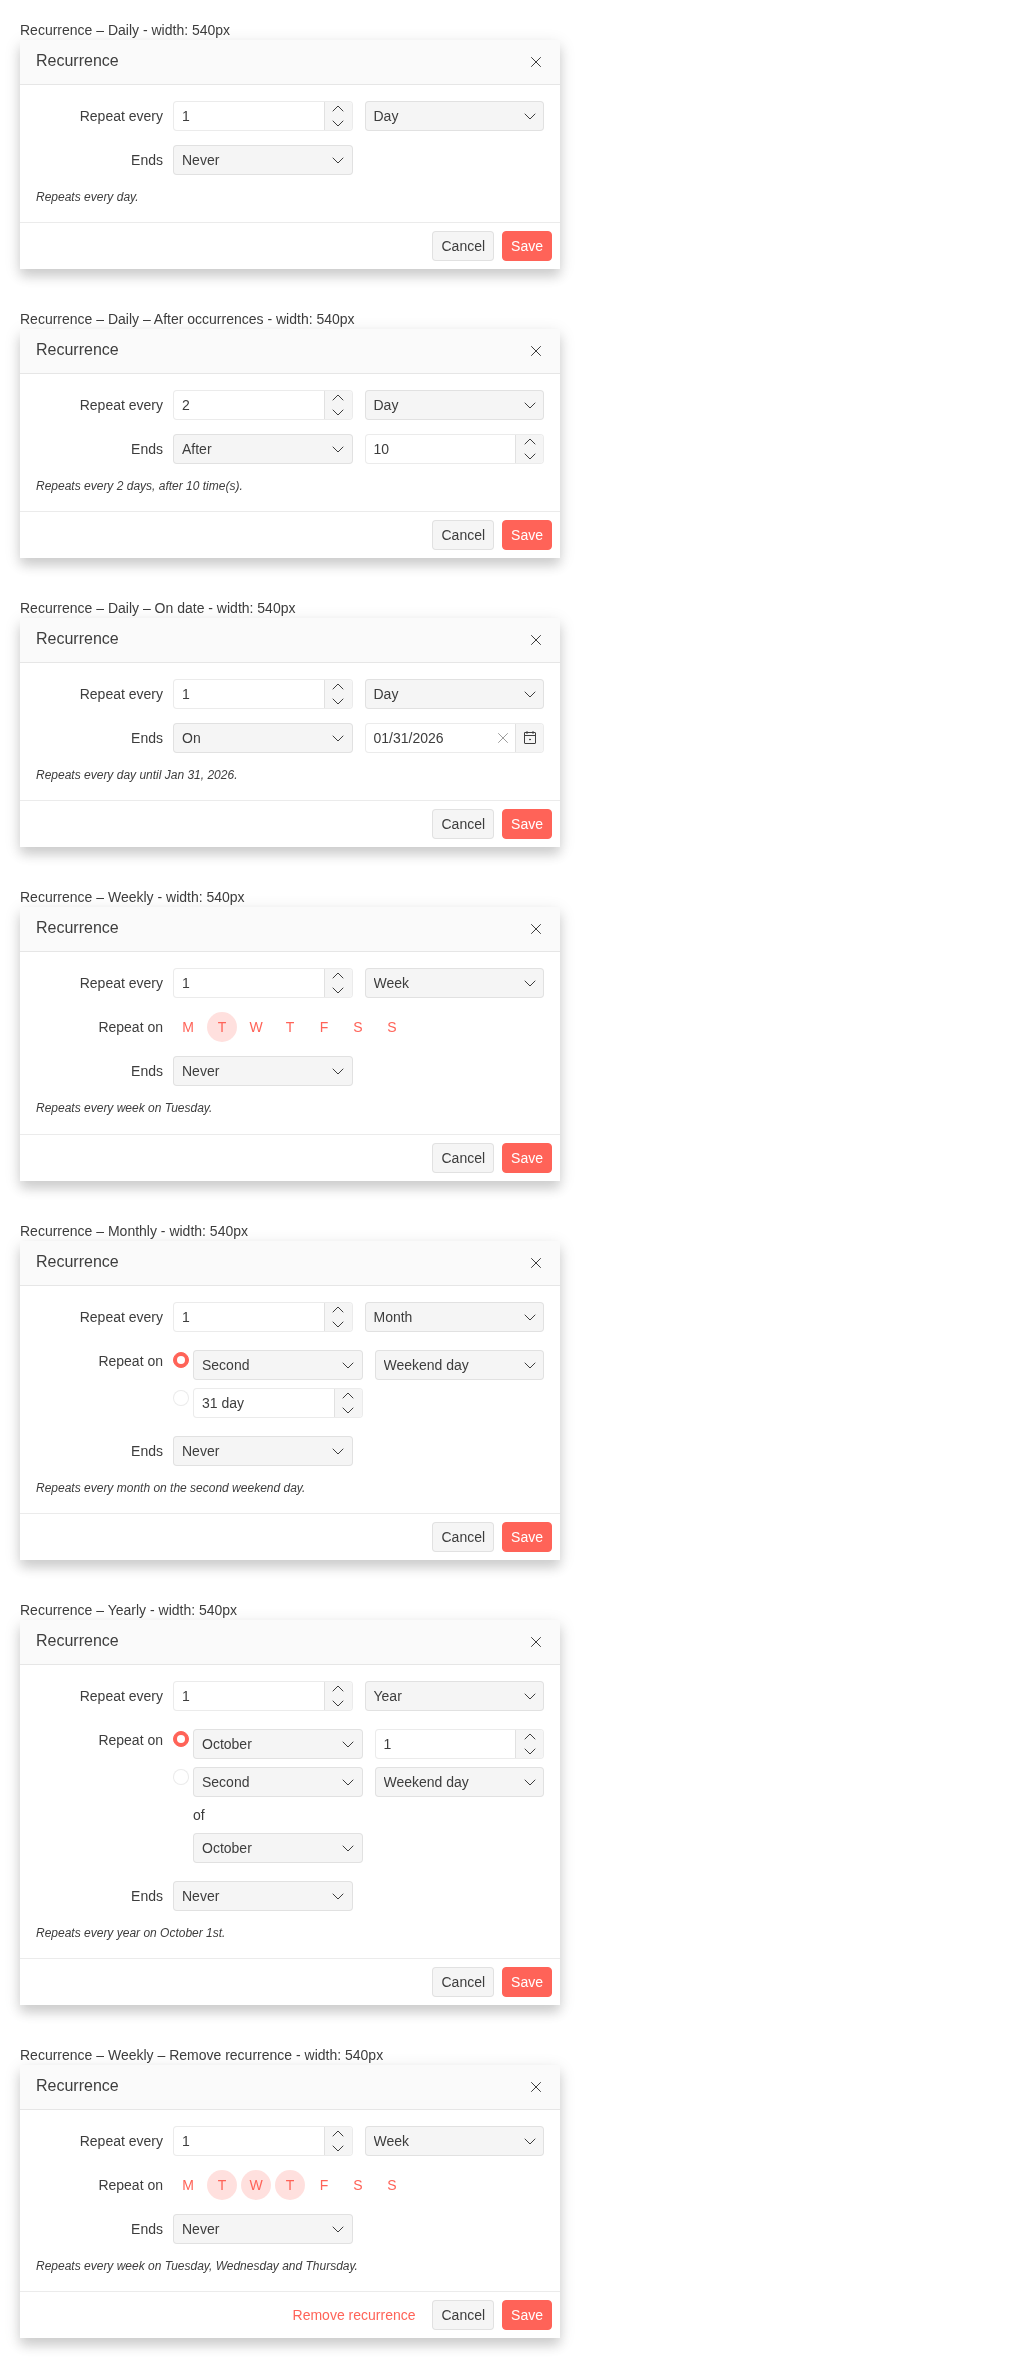 Recurrence – Daily - width: 540px
Recurrence
Repeat every 1 Day
Ends Never
Repeats every day.
Cancel Save
Recurrence – Daily – After occurrences - width: 540px
Recurrence
Repeat every 2 Day
Ends After 10
Repeats every 2 days, after 10 time(s).
Cancel Save
Recurrence – Daily – On date - width: 540px
Recurrence
Repeat every 1 Day
Ends On 01/31/2026
Repeats every day until Jan 31, 2026.
Cancel Save
Recurrence – Weekly - width: 540px
Recurrence
Repeat every 1 Week
Repeat on M T W T F S S
Ends Never
Repeats every week on Tuesday.
Cancel Save
Recurrence – Monthly - width: 540px
Recurrence
Repeat every 1 Month
Repeat on Second Weekend day
31 day
Ends Never
Repeats every month on the second weekend day.
Cancel Save
Recurrence – Yearly - width: 540px
Recurrence
Repeat every 1 Year
Repeat on October 1
Second Weekend day
of
October
Ends Never
Repeats every year on October 1st.
Cancel Save
Recurrence – Weekly – Remove recurrence - width: 540px
Recurrence
Repeat every 1 Week
Repeat on M T W T F S S
Ends Never
Repeats every week on Tuesday, Wednesday and Thursday.
Remove recurrence Cancel Save